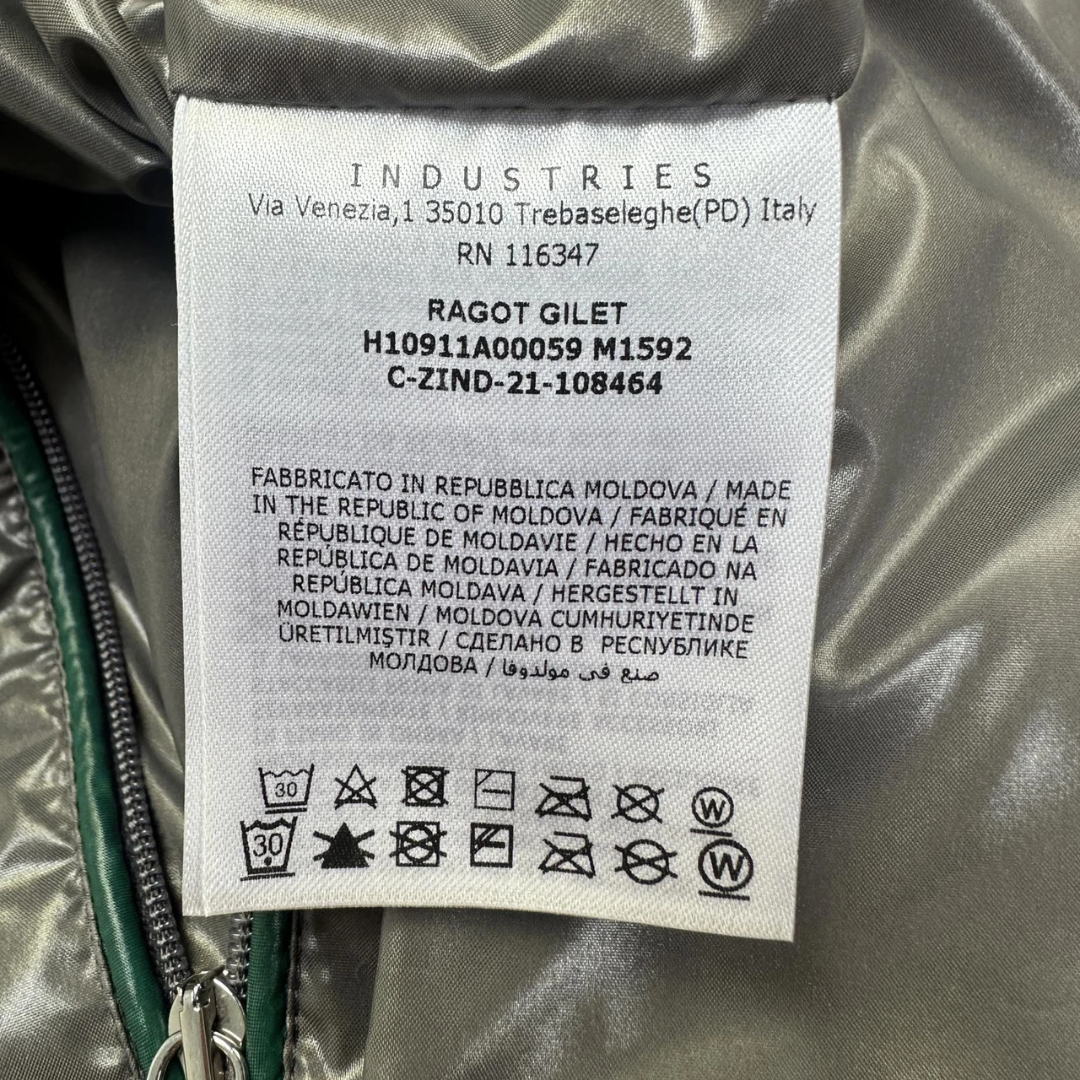 INDUSTRIES
Via Venezia,1 35010 Trebaseleghe(PD) Italy
RN 116347
RAGOT GILET
H10911A00059 M1592
C-ZIND-21-108464
FABBRICATO IN REPUBBLICA MOLDOVA / MADE
IN THE REPUBLIC OF MOLDOVA / FABRIQUÉ EN
RÉPUBLIQUE DE MOLDAVIE / HECHO EN LA
REPÚBLICA DE MOLDAVIA / FABRICADO NA
REPÚBLICA MOLDAVA / HERGESTELLT IN
MOLDAWIEN / MOLDOVA CUMHURIYETINDE
ÜRETILMIŞTIR / СДЕЛАНО В РЕСПУБЛИКЕ
МОЛДОВА / صنع في مولدوفا
30 W
30 W